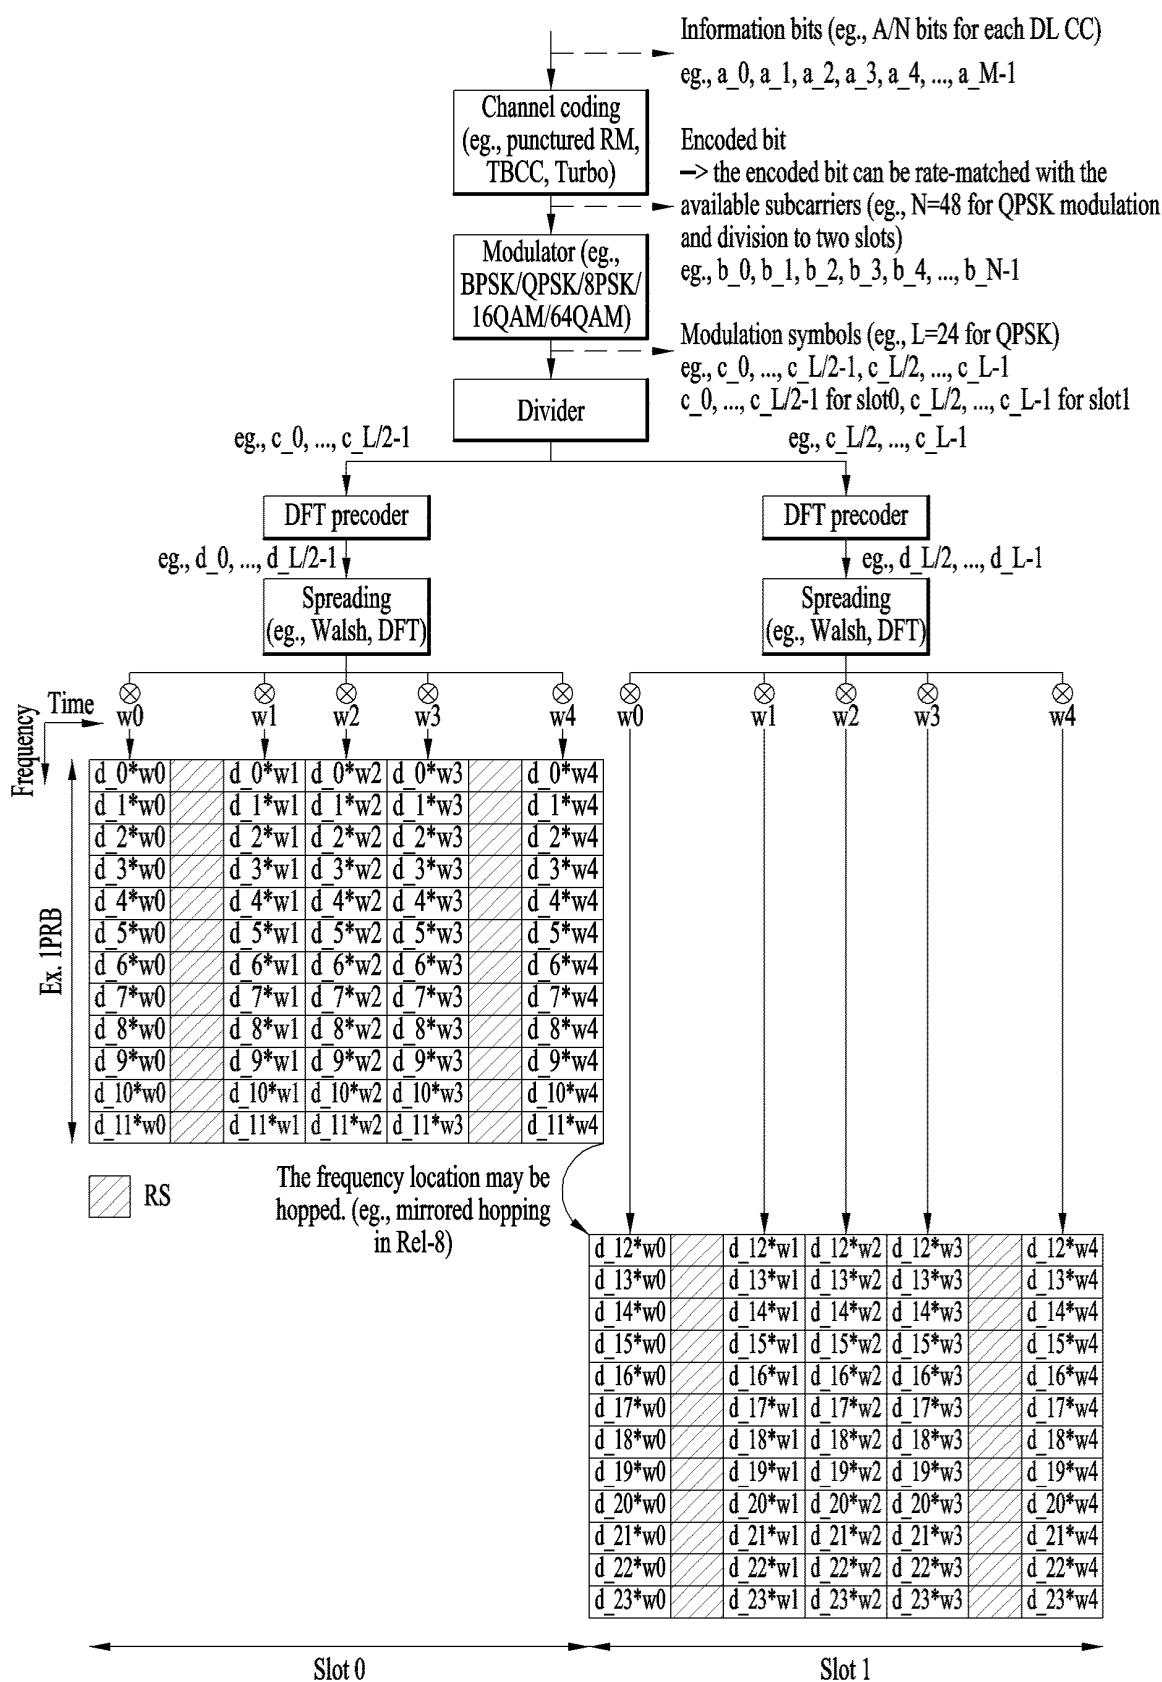 Information bits (eg., A/N bits for each DL CC)
eg., a_0, a_1, a_2, a_3, a_4, ..., a_M-1
Channel coding
(eg., punctured RM,
TBCC, Turbo)
Encoded bit
–> the encoded bit can be rate-matched with the
available subcarriers (eg., N=48 for QPSK modulation
and division to two slots)
eg., b_0, b_1, b_2, b_3, b_4, ..., b_N-1
Modulator (eg.,
BPSK/QPSK/8PSK/
16QAM/64QAM)
Modulation symbols (eg., L=24 for QPSK)
eg., c_0, ..., c_L/2-1, c_L/2, ..., c_L-1
c_0, ..., c_L/2-1 for slot0, c_L/2, ..., c_L-1 for slot1
Divider
eg., c_0, ..., c_L/2-1
eg., c_L/2, ..., c_L-1
DFT precoder
DFT precoder
eg., d_0, ..., d_L/2-1
eg., d_L/2, ..., d_L-1
Spreading
(eg., Walsh, DFT)
Spreading
(eg., Walsh, DFT)
Time
Frequency
w0 w1 w2 w3 w4
w0 w1 w2 w3 w4
Ex. 1PRB
d_0*w0 d_0*w1 d_0*w2 d_0*w3 d_0*w4
d_1*w0 d_1*w1 d_1*w2 d_1*w3 d_1*w4
d_2*w0 d_2*w1 d_2*w2 d_2*w3 d_2*w4
d_3*w0 d_3*w1 d_3*w2 d_3*w3 d_3*w4
d_4*w0 d_4*w1 d_4*w2 d_4*w3 d_4*w4
d_5*w0 d_5*w1 d_5*w2 d_5*w3 d_5*w4
d_6*w0 d_6*w1 d_6*w2 d_6*w3 d_6*w4
d_7*w0 d_7*w1 d_7*w2 d_7*w3 d_7*w4
d_8*w0 d_8*w1 d_8*w2 d_8*w3 d_8*w4
d_9*w0 d_9*w1 d_9*w2 d_9*w3 d_9*w4
d_10*w0 d_10*w1 d_10*w2 d_10*w3 d_10*w4
d_11*w0 d_11*w1 d_11*w2 d_11*w3 d_11*w4
RS
The frequency location may be
hopped. (eg., mirrored hopping
in Rel-8)
d_12*w0 d_12*w1 d_12*w2 d_12*w3 d_12*w4
d_13*w0 d_13*w1 d_13*w2 d_13*w3 d_13*w4
d_14*w0 d_14*w1 d_14*w2 d_14*w3 d_14*w4
d_15*w0 d_15*w1 d_15*w2 d_15*w3 d_15*w4
d_16*w0 d_16*w1 d_16*w2 d_16*w3 d_16*w4
d_17*w0 d_17*w1 d_17*w2 d_17*w3 d_17*w4
d_18*w0 d_18*w1 d_18*w2 d_18*w3 d_18*w4
d_19*w0 d_19*w1 d_19*w2 d_19*w3 d_19*w4
d_20*w0 d_20*w1 d_20*w2 d_20*w3 d_20*w4
d_21*w0 d_21*w1 d_21*w2 d_21*w3 d_21*w4
d_22*w0 d_22*w1 d_22*w2 d_22*w3 d_22*w4
d_23*w0 d_23*w1 d_23*w2 d_23*w3 d_23*w4
Slot 0
Slot 1